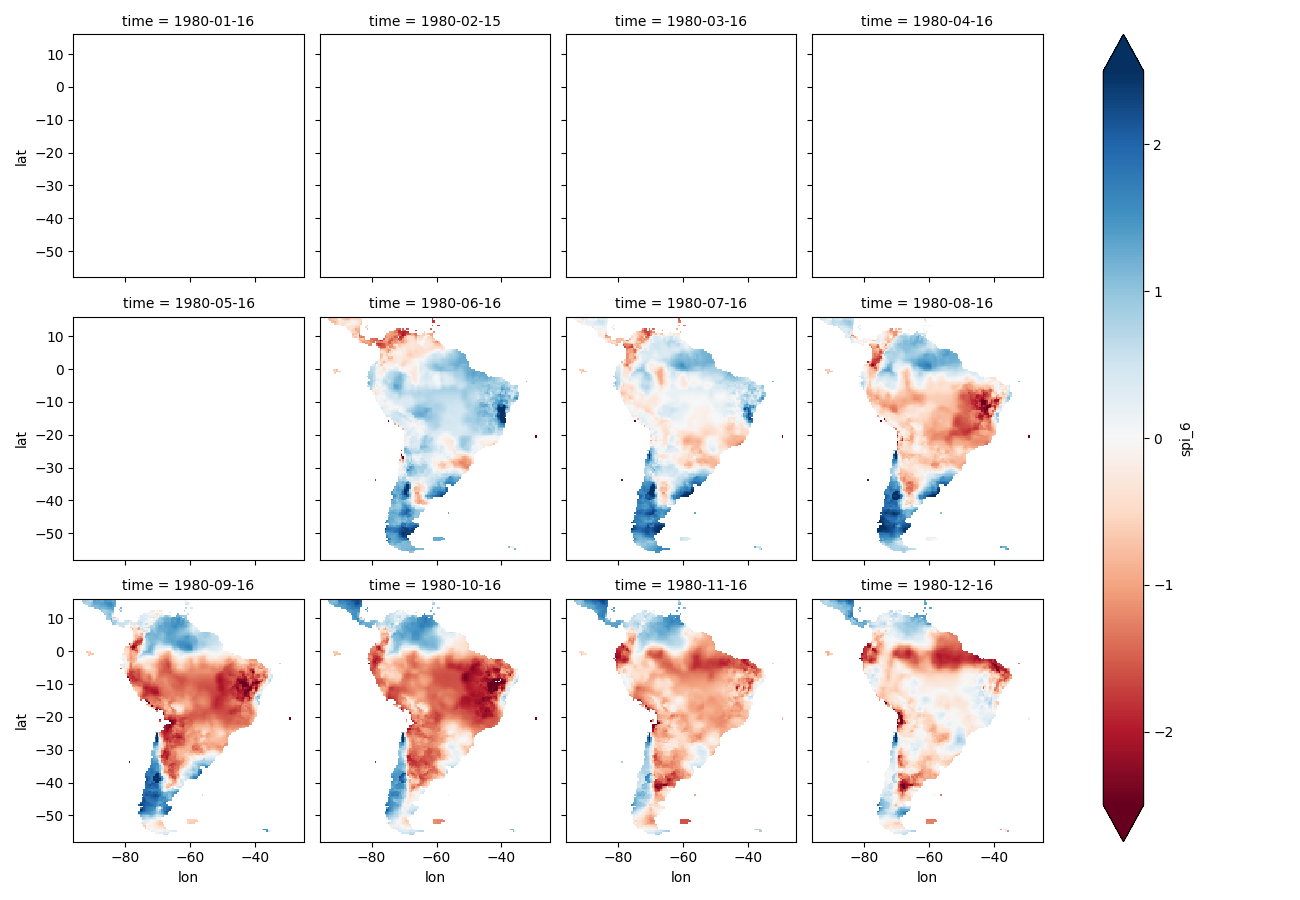 time = 1980-01-16
time = 1980-02-15
time = 1980-03-16
time = 1980-04-16
10
0
−10
−20
−30
−40
−50
lat
time = 1980-05-16
time = 1980-06-16
time = 1980-07-16
time = 1980-08-16
10
0
−10
−20
−30
−40
−50
lat
time = 1980-09-16
time = 1980-10-16
time = 1980-11-16
time = 1980-12-16
10
0
−10
−20
−30
−40
−50
lat
−80
−60
−40
lon
−80
−60
−40
lon
−80
−60
−40
lon
−80
−60
−40
lon
2
1
0
−1
−2
spi_6